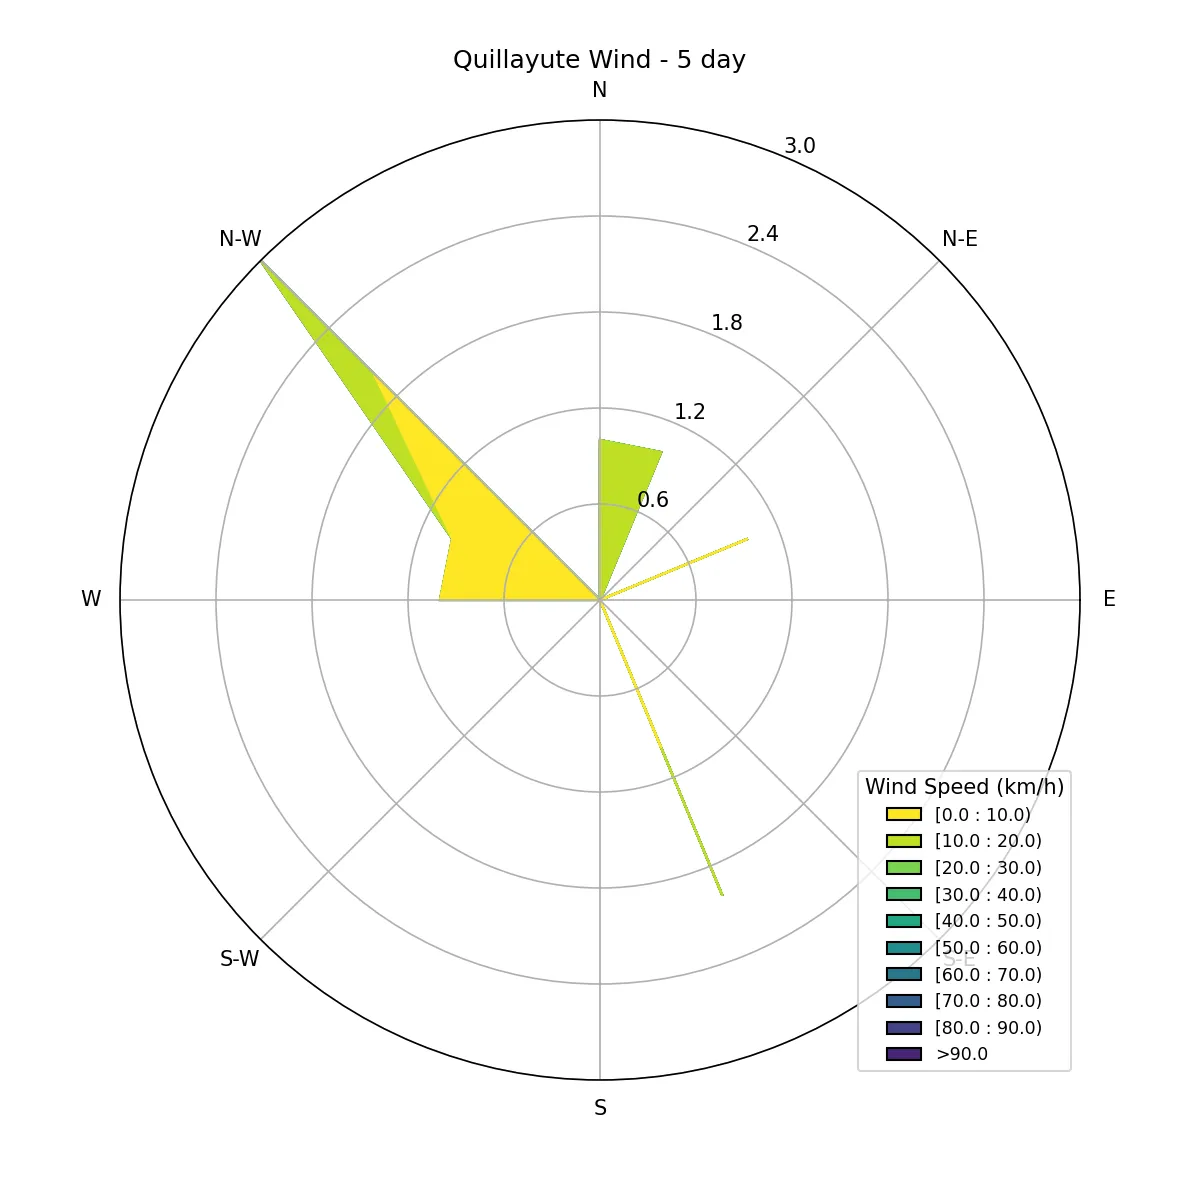 Quillayute Wind - 5 day
N
3.0
N-W
2.4
N-E
1.8
1.2
0.6
W
E
Wind Speed (km/h)
[0.0 : 10.0)
[10.0 : 20.0)
[20.0 : 30.0)
[30.0 : 40.0)
[40.0 : 50.0)
[50.0 : 60.0)
S-W
S-E
[60.0 : 70.0)
[70.0 : 80.0)
[80.0 : 90.0)
>90.0
S